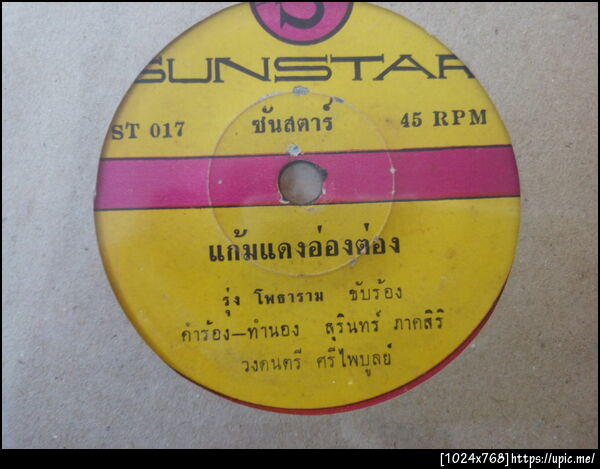 S
SUNSTAR
ST 017 ซันสตาร์ 45 RPM
แก้มแดงอ่องต่อง
รุ่ง โพธาราม ขับร้อง
คำร้อง—ทำนอง สุรินทร์ ภาคสิริ
วงดนตรี ศรีไพบูลย์
[1024x768]https://upic.me/